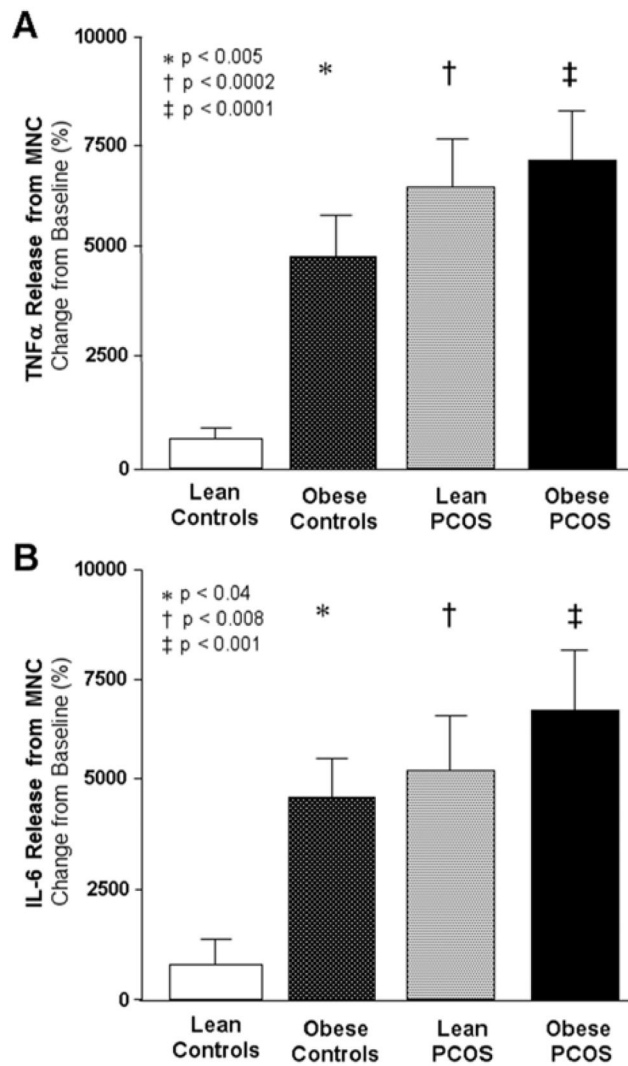 A
TNFα Release from MNC
Change from Baseline (%)
10000
7500
5000
2500
0
* p < 0.005
† p < 0.0002
‡ p < 0.0001
* † ‡
Lean Controls
Obese Controls
Lean PCOS
Obese PCOS
B
IL-6 Release from MNC
Change from Baseline (%)
10000
7500
5000
2500
0
* p < 0.04
† p < 0.008
‡ p < 0.001
* † ‡
Lean Controls
Obese Controls
Lean PCOS
Obese PCOS